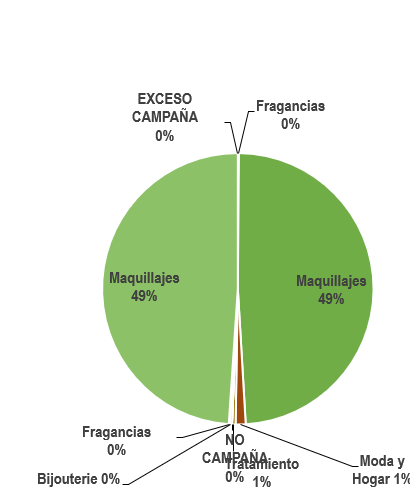 EXCESO
CAMPAÑA
0%
Fragancias
0%
Maquillajes
49%
Maquillajes
49%
Fragancias
0%
NO
CAMPAÑA
0%
Tratamiento
1%
Moda y
Hogar 1%
Bijouterie 0%